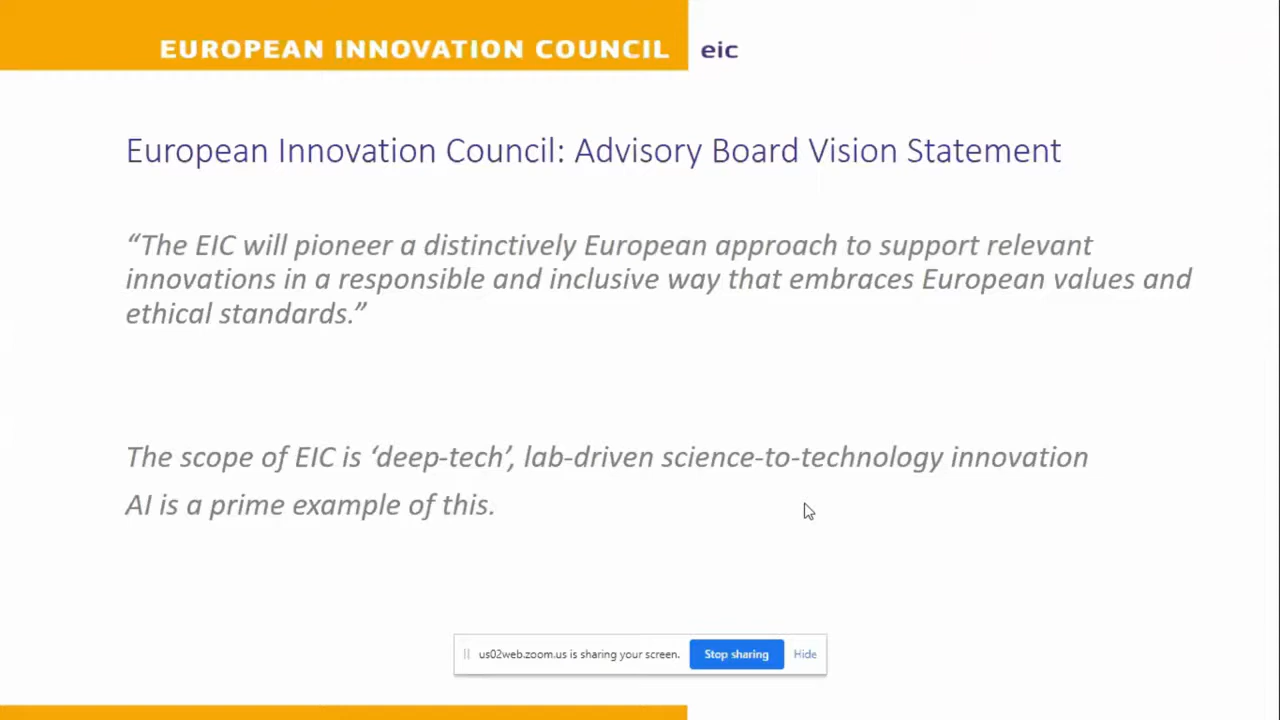 EUROPEAN INNOVATION COUNCIL eic
European Innovation Council: Advisory Board Vision Statement
“The EIC will pioneer a distinctively European approach to support relevant
innovations in a responsible and inclusive way that embraces European values and
ethical standards.”
The scope of EIC is ‘deep-tech’, lab-driven science-to-technology innovation
AI is a prime example of this.
us02web.zoom.us is sharing your screen. Stop sharing Hide